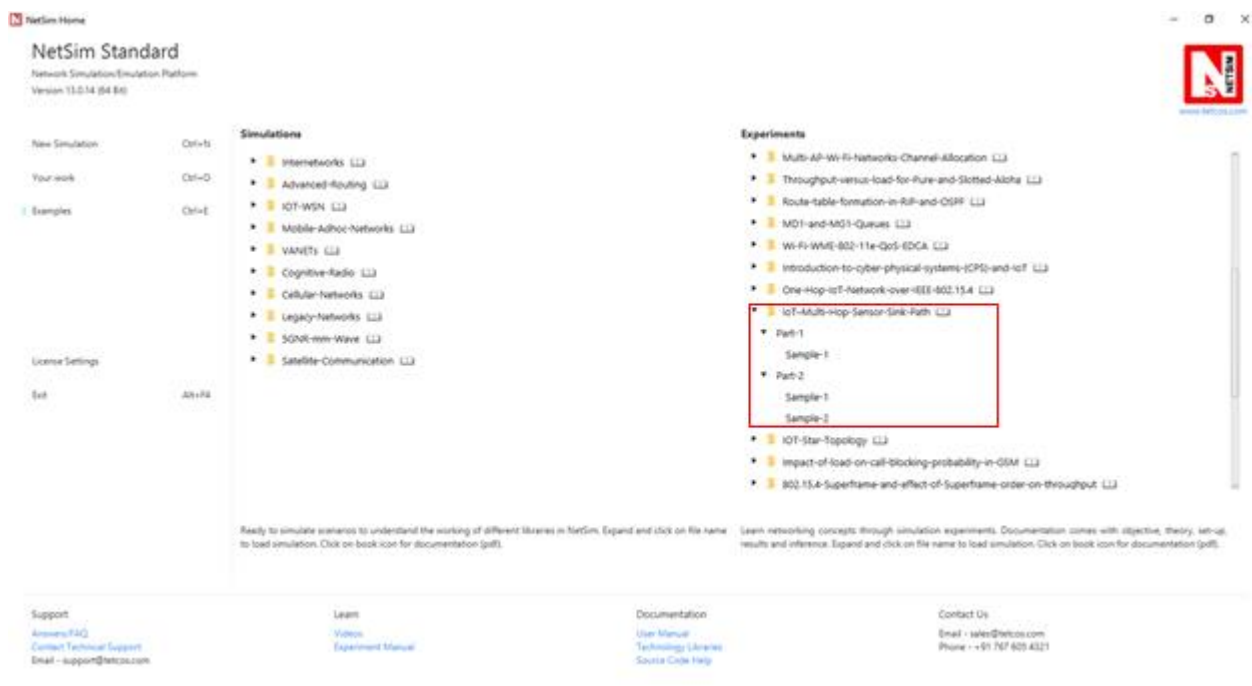 NetSim Home
NetSim Standard
Network Simulation/Emulation Platform
Version 13.0.14 (64 Bit)
NETSIM
www.tetcos.com
New Simulation Ctrl+N
Your work Ctrl+O
Examples Ctrl+E
License Settings
Exit Alt+F4
Simulations
Internetworks
Advanced-Routing
IOT-WSN
Mobile-Adhoc-Networks
VANETs
Cognitive-Radio
Cellular-Networks
Legacy-Networks
5GNR-mm-Wave
Satellite-Communication
Ready to simulate scenarios to understand the working of different libraries in NetSim. Expand and click on file name
to load simulation. Click on book icon for documentation (pdf).
Experiments
Multi-AP-Wi-Fi-Networks-Channel-Allocation
Throughput-versus-load-for-Pure-and-Slotted-Aloha
Route-table-formation-in-RIP-and-OSPF
MD1-and-MG1-Queues
Wi-Fi-WME-802-11e-QoS-EDCA
Introduction-to-cyber-physical-systems-(CPS)-and-IoT
One-Hop-IoT-Network-over-IEEE-802.15.4
IoT-Multi-Hop-Sensor-Sink-Path
Part-1
Sample-1
Part-2
Sample-1
Sample-2
IOT-Star-Topology
Impact-of-load-on-call-blocking-probability-in-GSM
802.15.4-Superframe-and-effect-of-Superframe-order-on-throughput
Learn networking concepts through simulation experiments. Documentation comes with objective, theory, set-up,
results and inference. Expand and click on file name to load simulation. Click on book icon for documentation (pdf).
Support
Answers/FAQ
Contact Technical Support
Email - support@tetcos.com
Learn
Videos
Experiment Manual
Documentation
User Manual
Technology Libraries
Source Code Help
Contact Us
Email - sales@tetcos.com
Phone - +91 767 605 4321